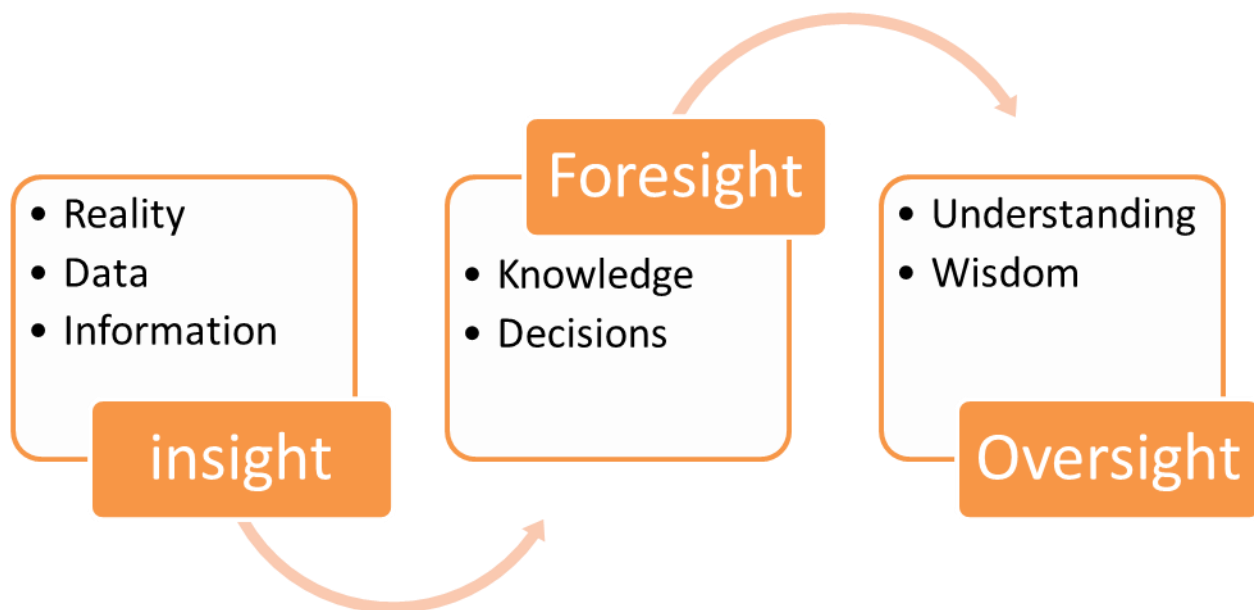 • Reality
• Data
• Information
insight
Foresight
• Knowledge
• Decisions
• Understanding
• Wisdom
Oversight